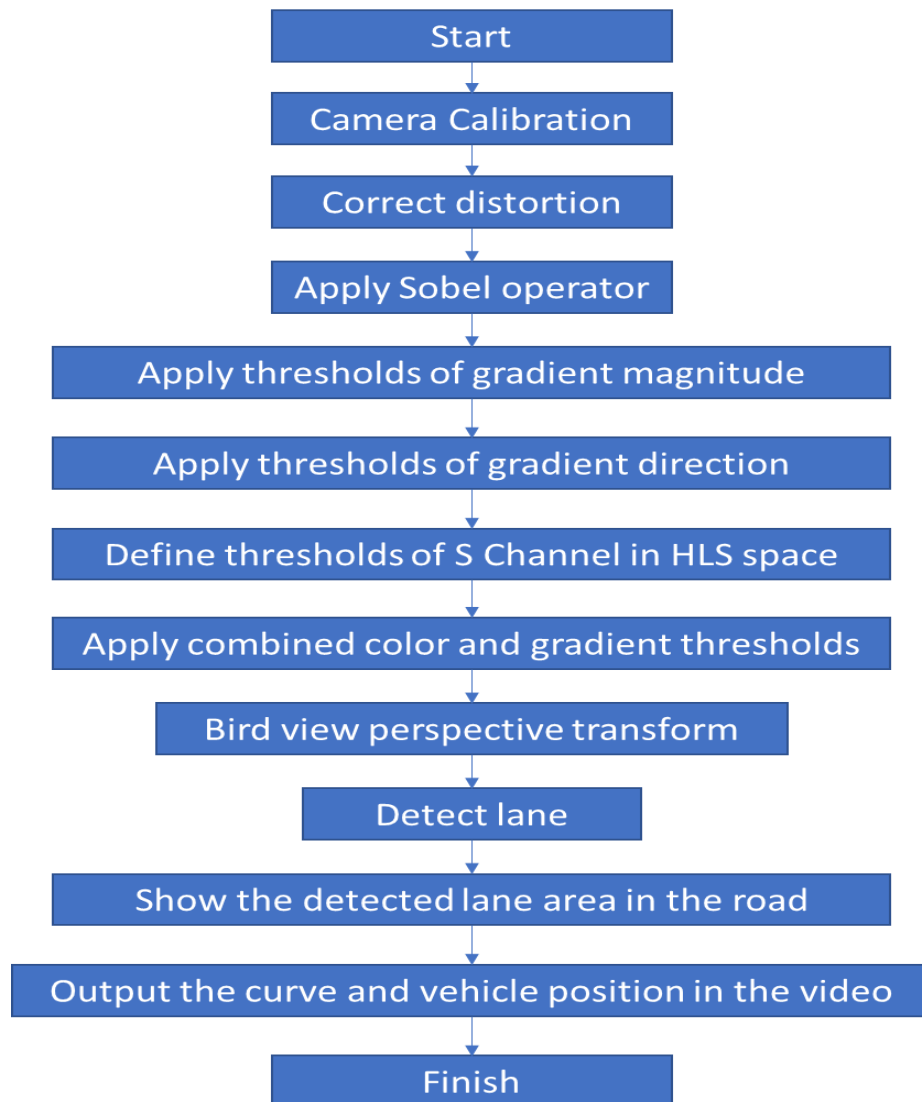 Start
Camera Calibration
Correct distortion
Apply Sobel operator
Apply thresholds of gradient magnitude
Apply thresholds of gradient direction
Define thresholds of S Channel in HLS space
Apply combined color and gradient thresholds
Bird view perspective transform
Detect lane
Show the detected lane area in the road
Output the curve and vehicle position in the video
Finish